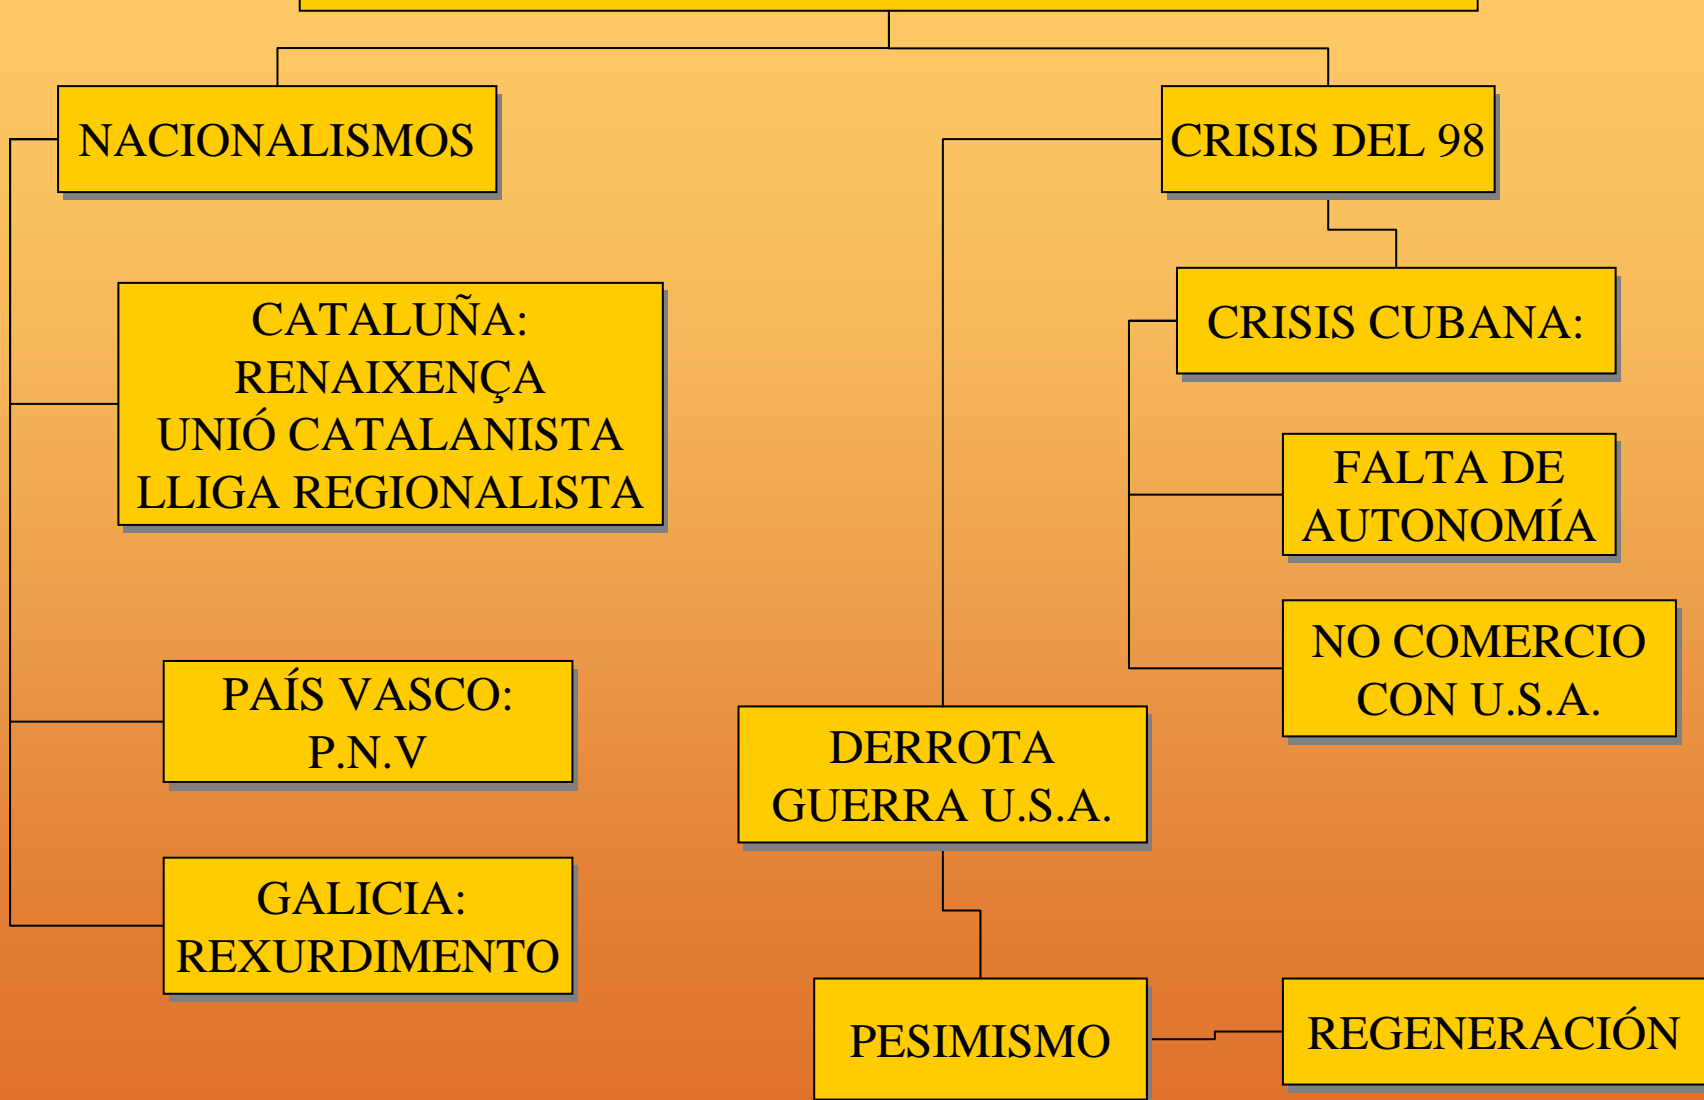 NACIONALISMOS
CATALUÑA:
RENAIXENÇA
UNIÓ CATALANISTA
LLIGA REGIONALISTA
PAÍS VASCO:
P.N.V
GALICIA:
REXURDIMENTO
CRISIS DEL 98
CRISIS CUBANA:
FALTA DE
AUTONOMÍA
NO COMERCIO
CON U.S.A.
DERROTA
GUERRA U.S.A.
PESIMISMO
REGENERACIÓN